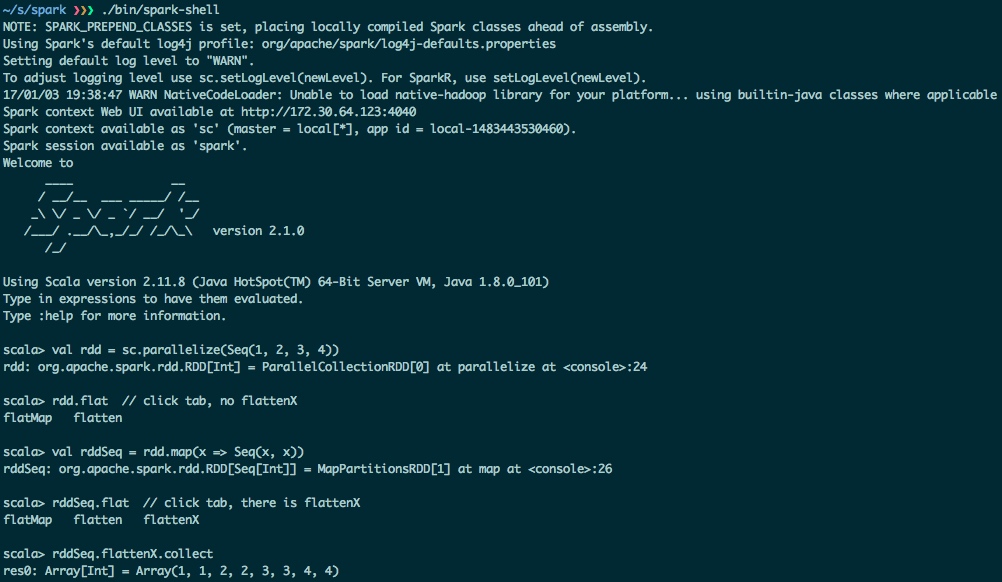 ~/s/spark ❯❯❯ ./bin/spark-shell
NOTE: SPARK_PREPEND_CLASSES is set, placing locally compiled Spark classes ahead of assembly.
Using Spark's default log4j profile: org/apache/spark/log4j-defaults.properties
Setting default log level to "WARN".
To adjust logging level use sc.setLogLevel(newLevel). For SparkR, use setLogLevel(newLevel).
17/01/03 19:38:47 WARN NativeCodeLoader: Unable to load native-hadoop library for your platform... using builtin-java classes where applicable
Spark context Web UI available at http://172.30.64.123:4040
Spark context available as 'sc' (master = local[*], app id = local-1483443530460).
Spark session available as 'spark'.
Welcome to
      ____              __
     / __/__  ___ _____/ /__
    _\ \/ _ \/ _ `/ __/  '_/
   /___/ .__/\_,_/_/ /_/\_\   version 2.1.0
      /_/
Using Scala version 2.11.8 (Java HotSpot(TM) 64-Bit Server VM, Java 1.8.0_101)
Type in expressions to have them evaluated.
Type :help for more information.
scala> val rdd = sc.parallelize(Seq(1, 2, 3, 4))
rdd: org.apache.spark.rdd.RDD[Int] = ParallelCollectionRDD[0] at parallelize at <console>:24
scala> rdd.flat  // click tab, no flattenX
flatMap   flatten
scala> val rddSeq = rdd.map(x => Seq(x, x))
rddSeq: org.apache.spark.rdd.RDD[Seq[Int]] = MapPartitionsRDD[1] at map at <console>:26
scala> rddSeq.flat  // click tab, there is flattenX
flatMap   flatten   flattenX
scala> rddSeq.flattenX.collect
res0: Array[Int] = Array(1, 1, 2, 2, 3, 3, 4, 4)